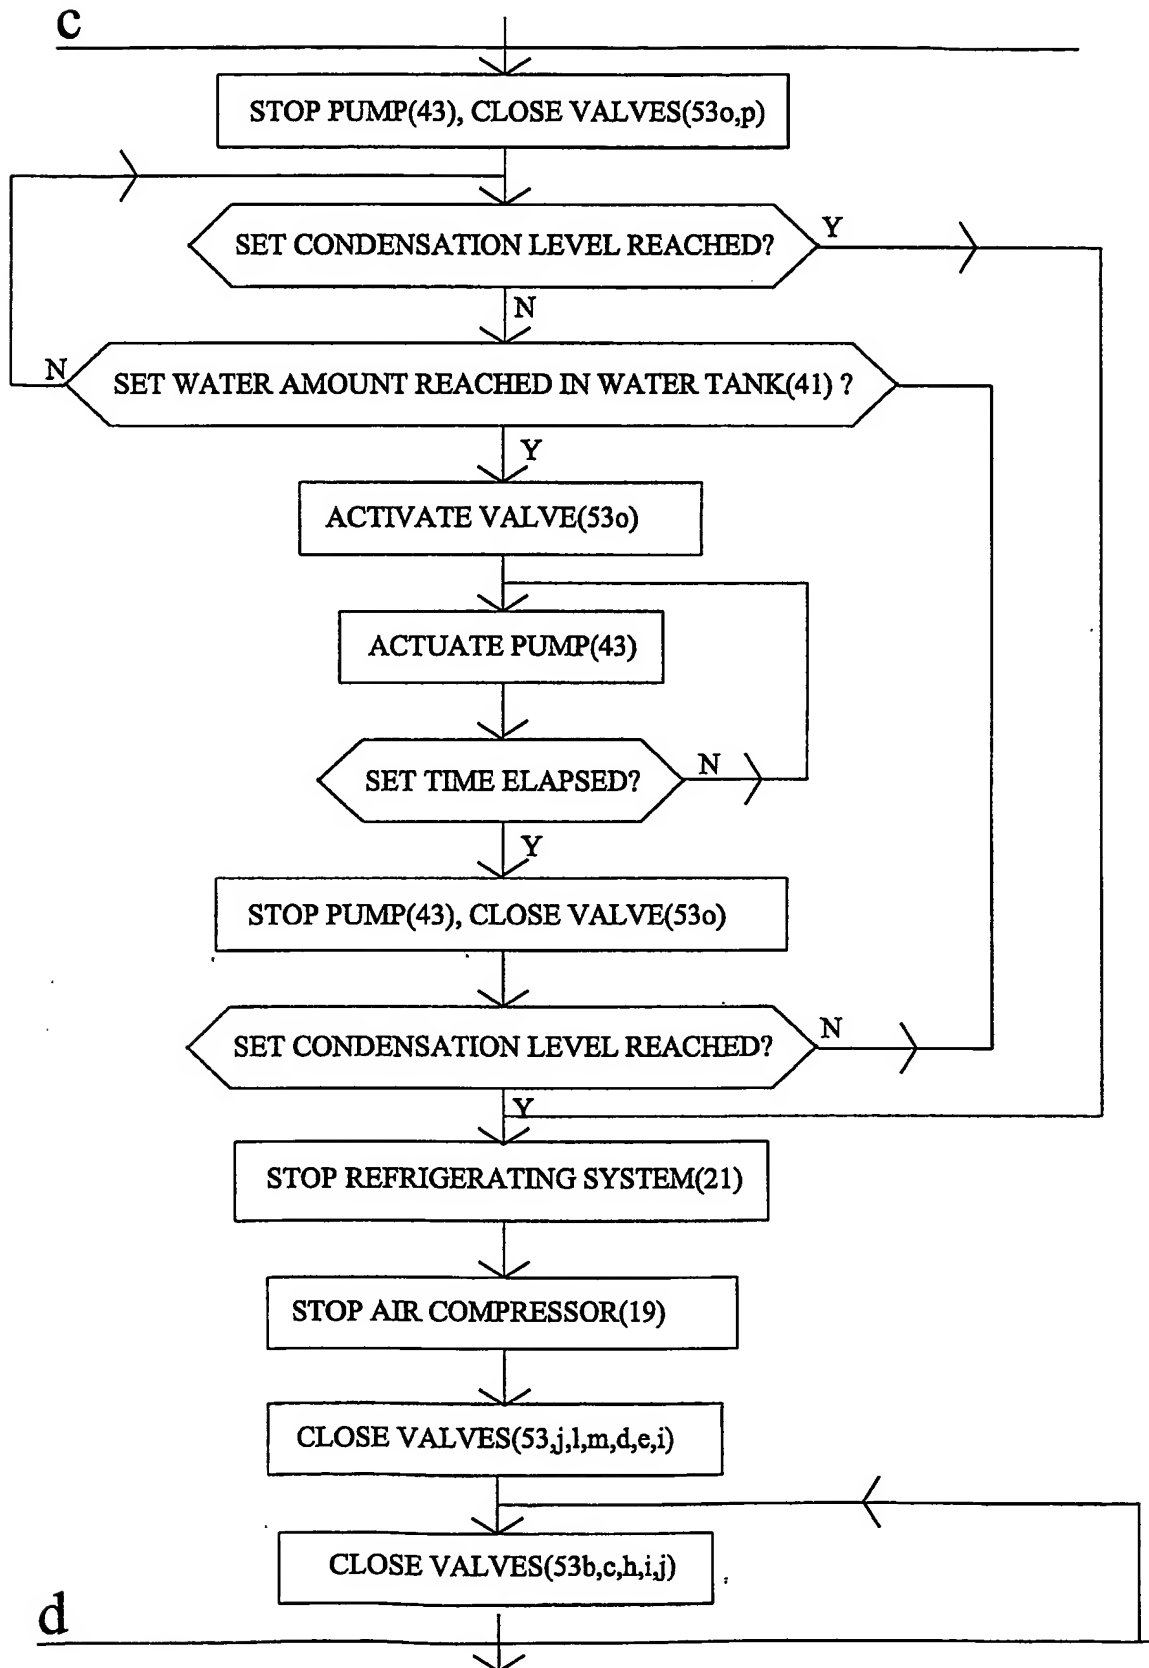 c
STOP PUMP(43), CLOSE VALVES(53o,p)
SET CONDENSATION LEVEL REACHED?
Y
N
N
SET WATER AMOUNT REACHED IN WATER TANK(41) ?
Y
ACTIVATE VALVE(53o)
ACTUATE PUMP(43)
SET TIME ELAPSED?
N
Y
STOP PUMP(43), CLOSE VALVE(53o)
SET CONDENSATION LEVEL REACHED?
N
Y
STOP REFRIGERATING SYSTEM(21)
STOP AIR COMPRESSOR(19)
CLOSE VALVES(53,j,l,m,d,e,i)
CLOSE VALVES(53b,c,h,i,j)
d